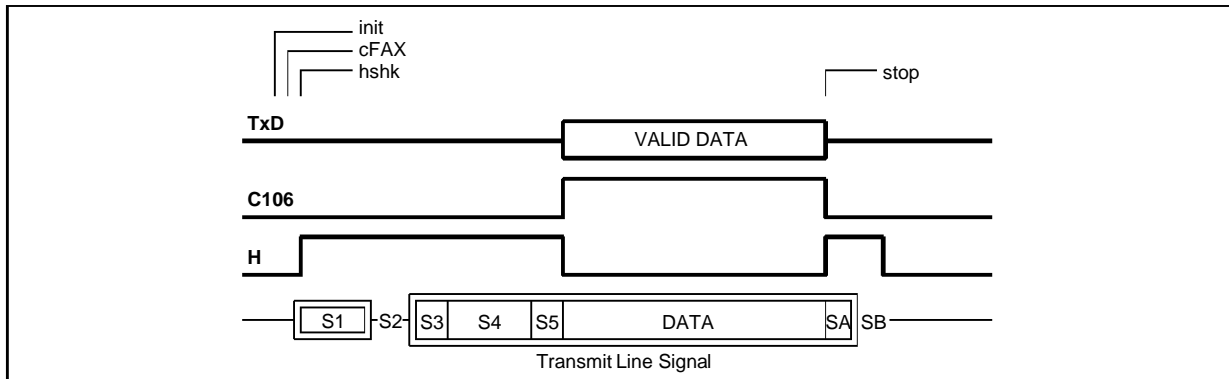 init
cFAX
hshk
stop
TxD
VALID DATA
C106
H
S1 S2 S3 S4 S5 DATA SA SB
Transmit Line Signal